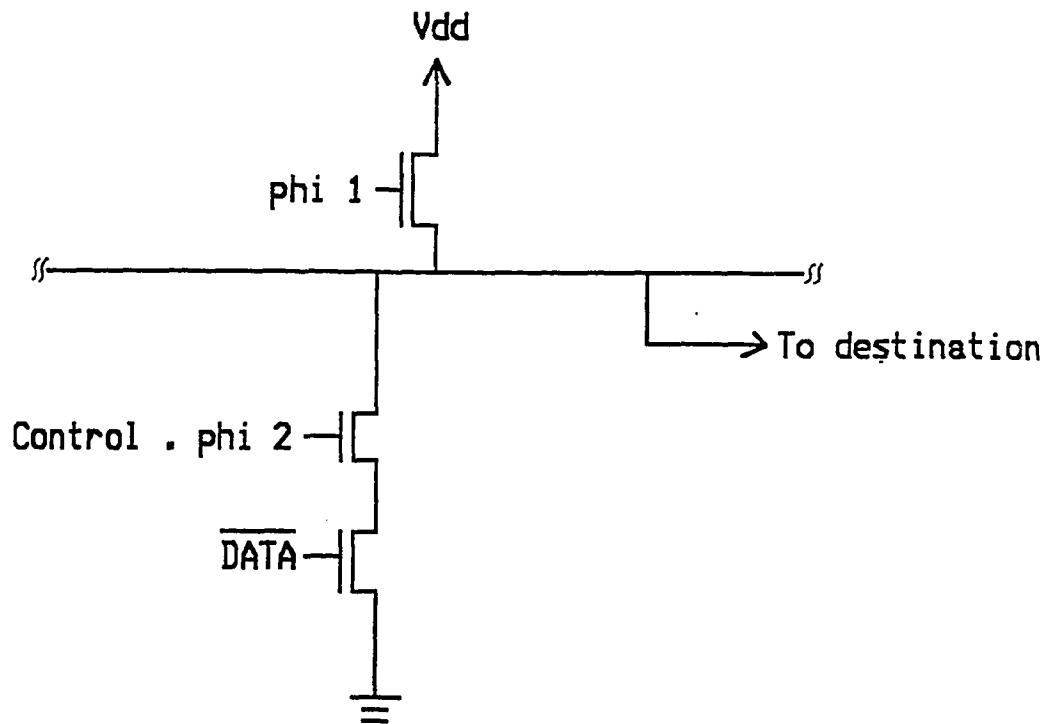 Vdd
phi 1
To destination
Control . phi 2
DATA